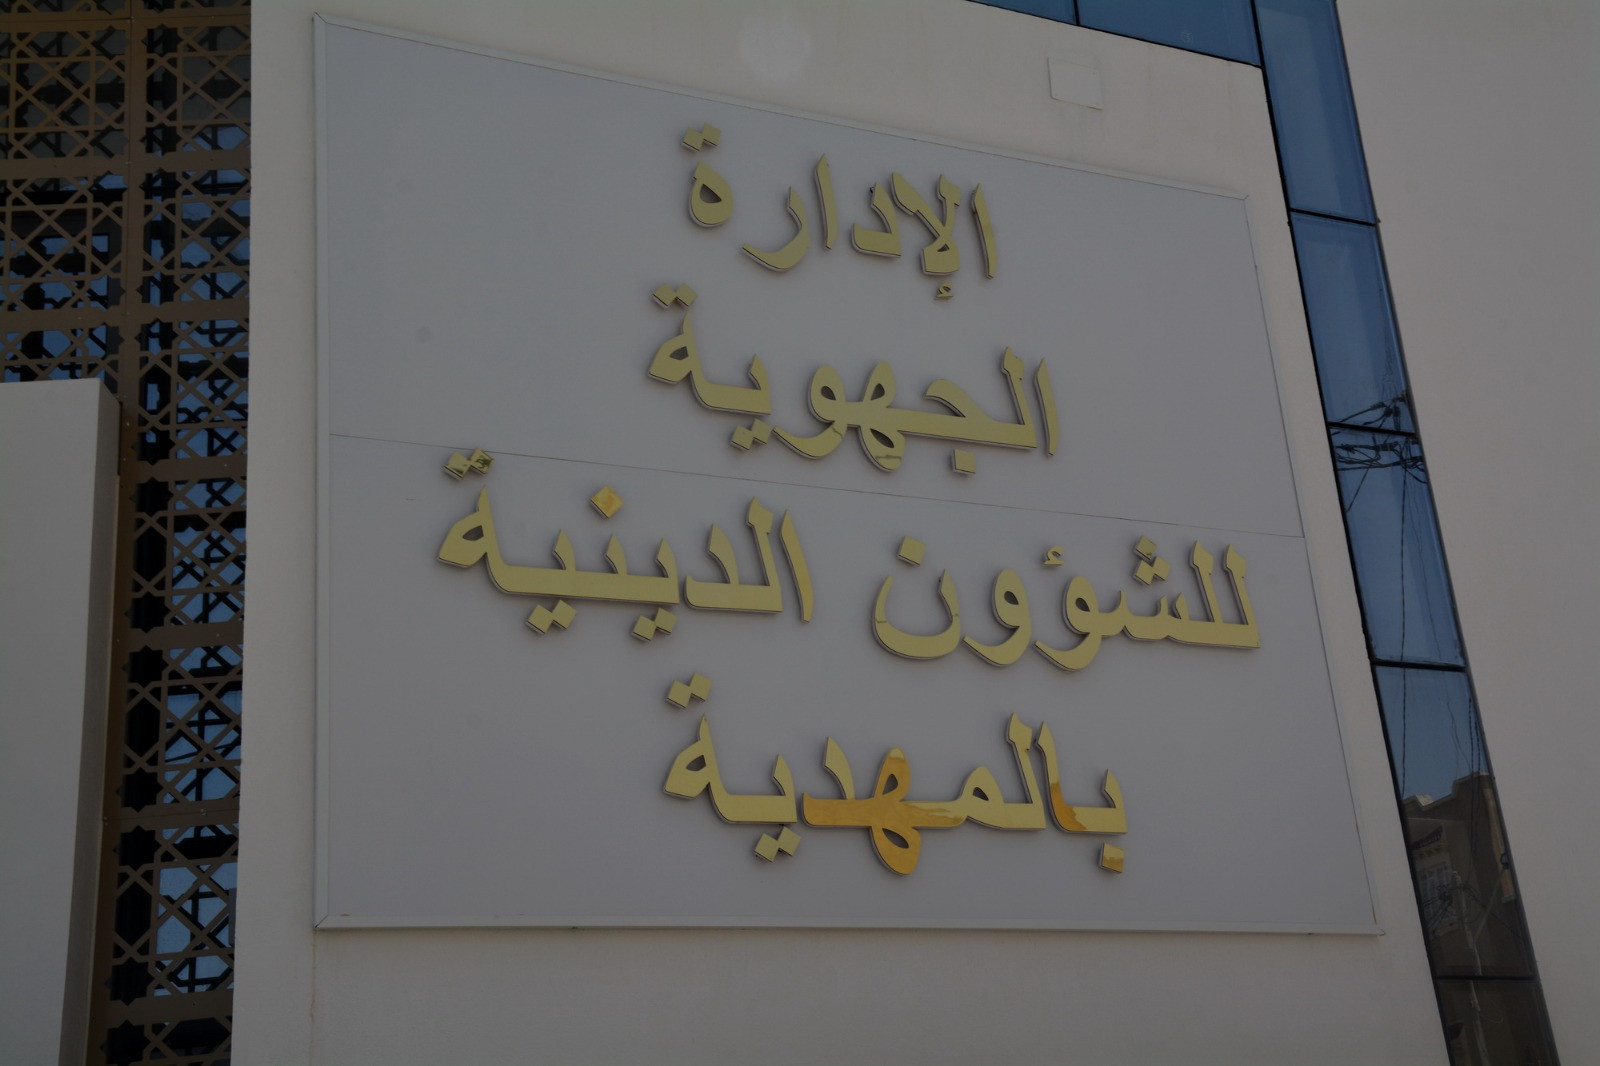 الإدارة
الجهوية
للشؤون الدينية
بالمهدية